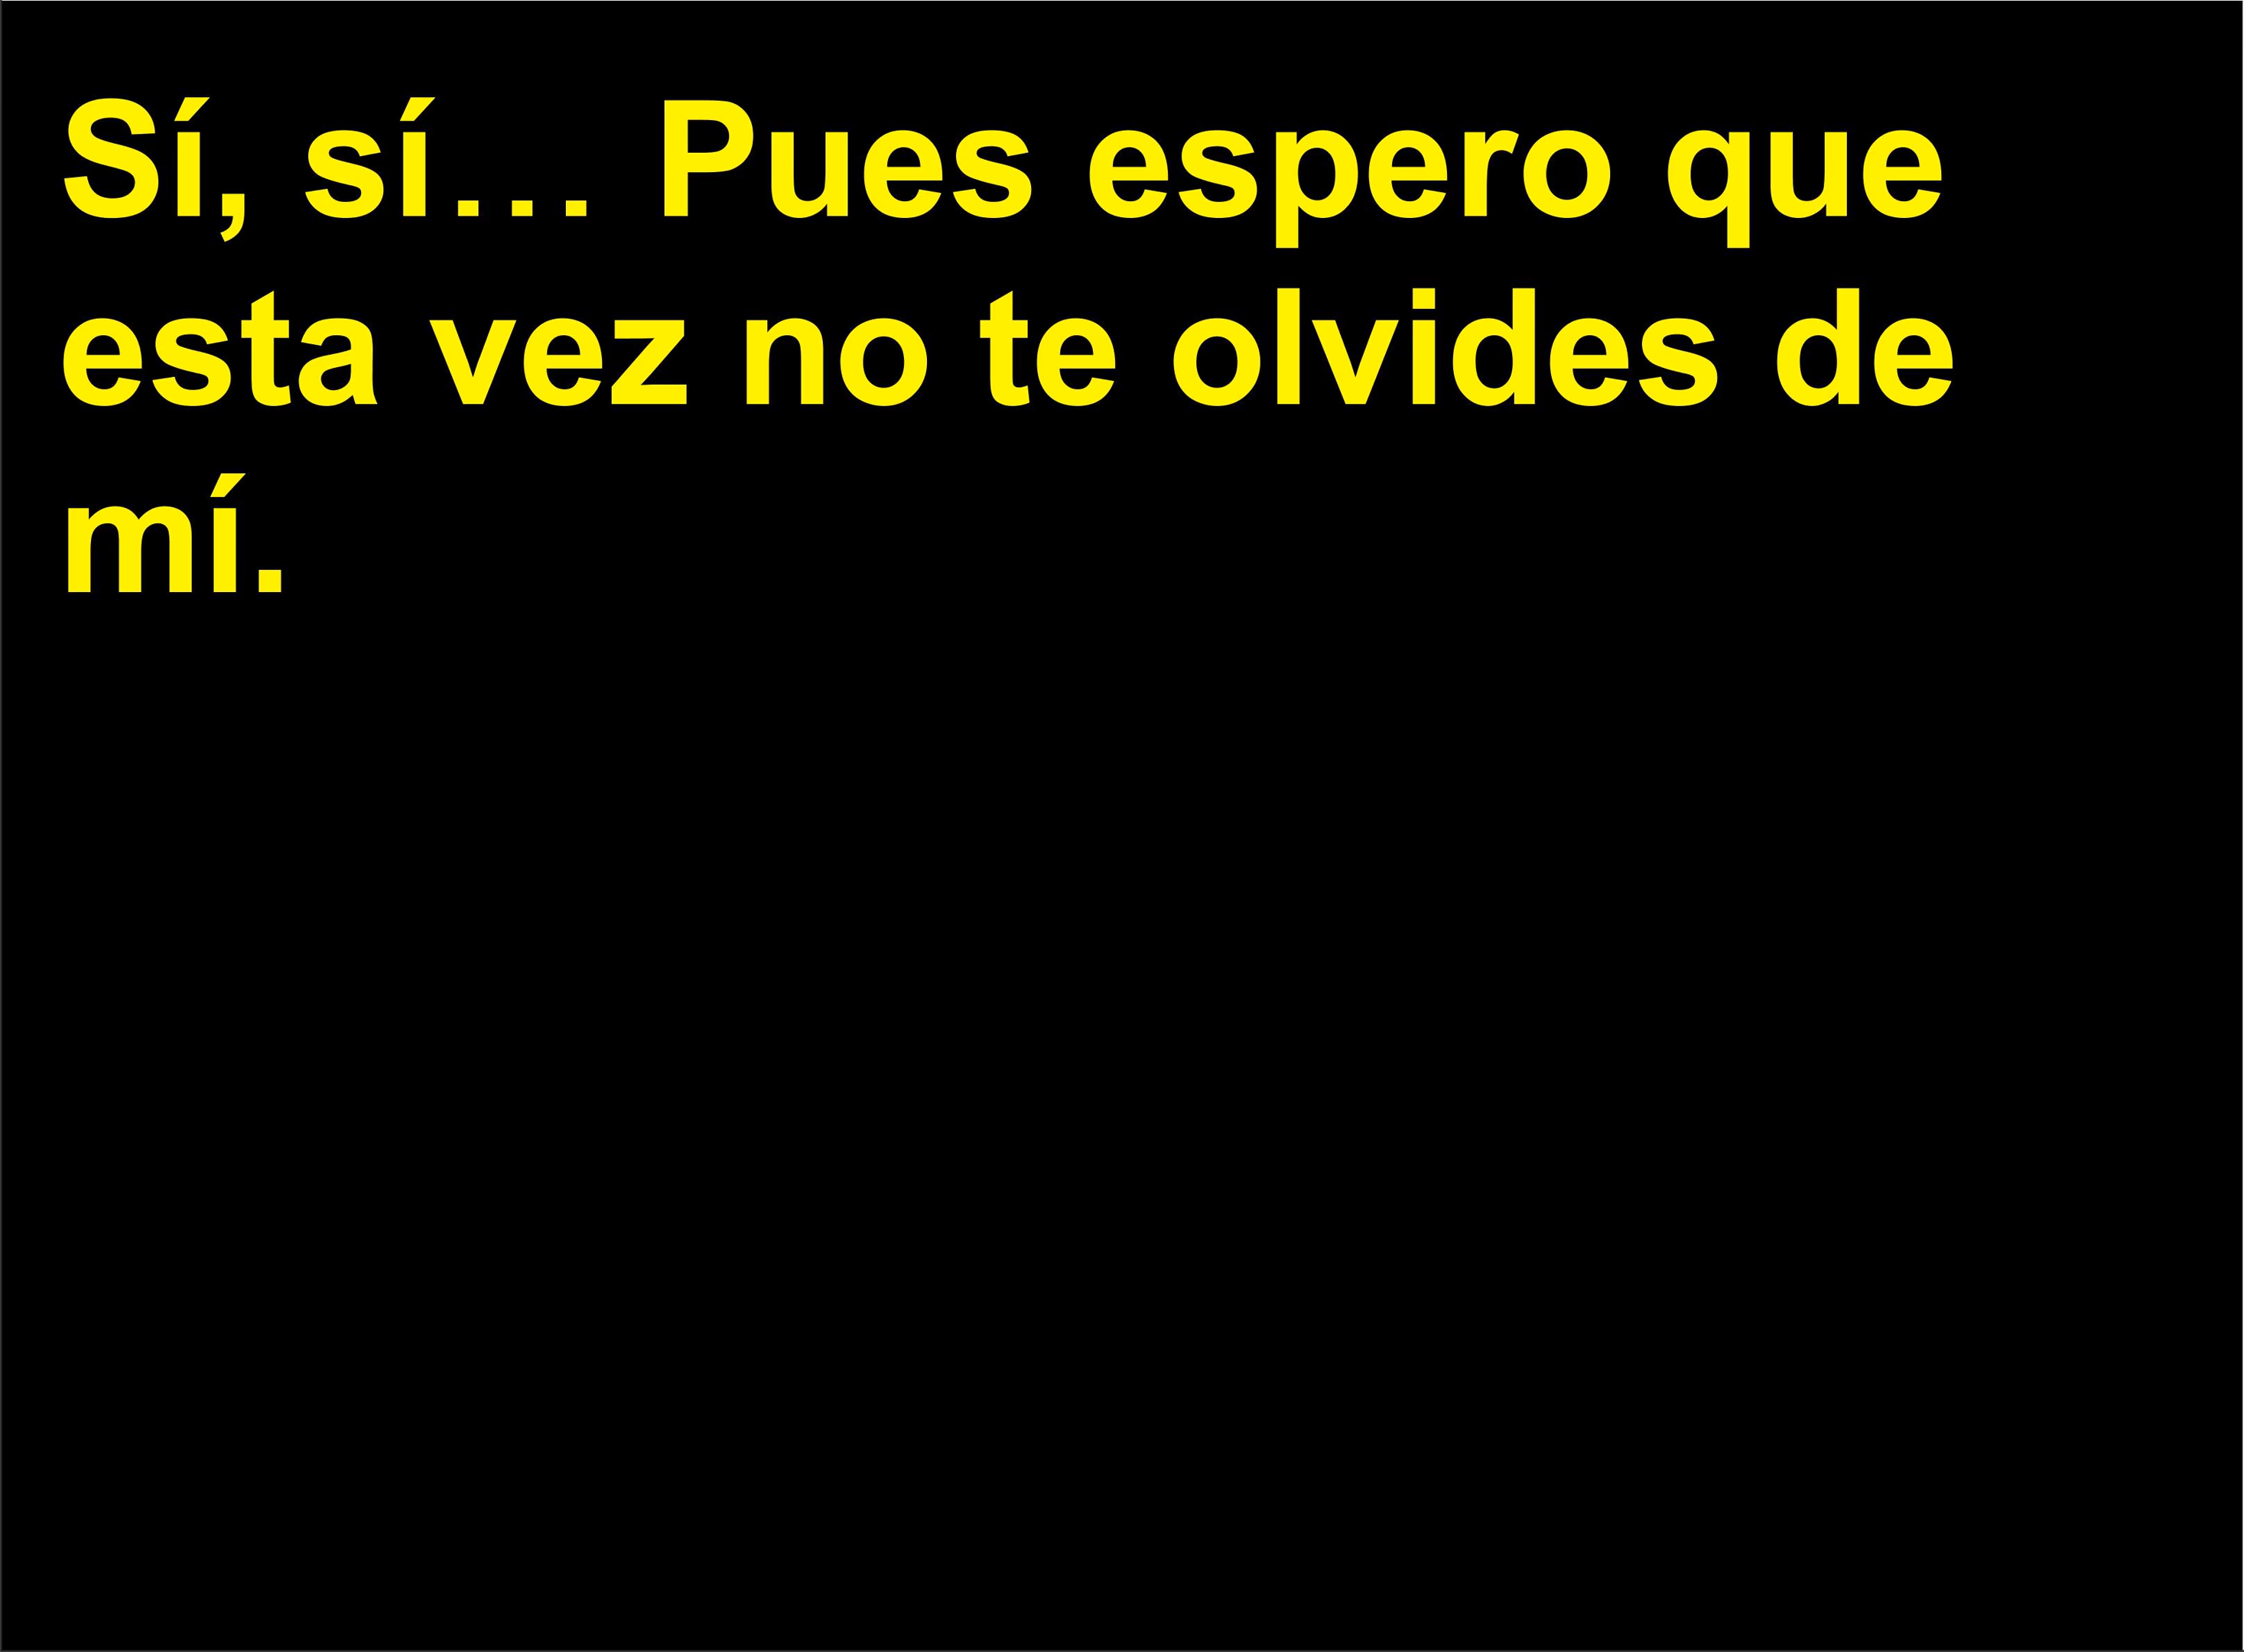 Sí, sí… Pues espero que
esta vez no te olvides de
mí.